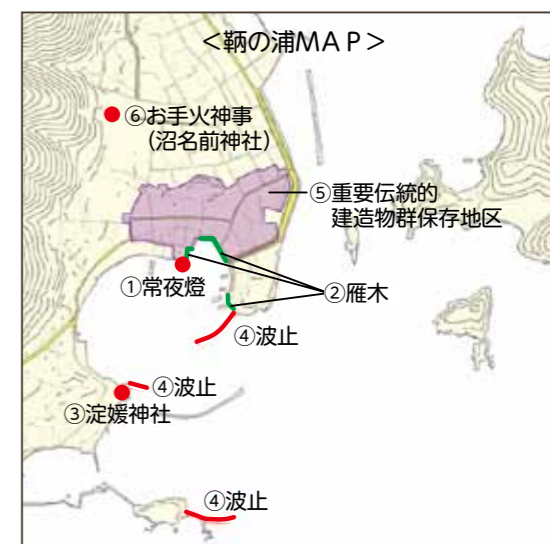 <鞆の浦MAP>
⑥お手火神事
（沼名前神社）
⑤重要伝統的
建造物群保存地区
①常夜燈
②雁木
④波止
④波止
③淀媛神社
④波止